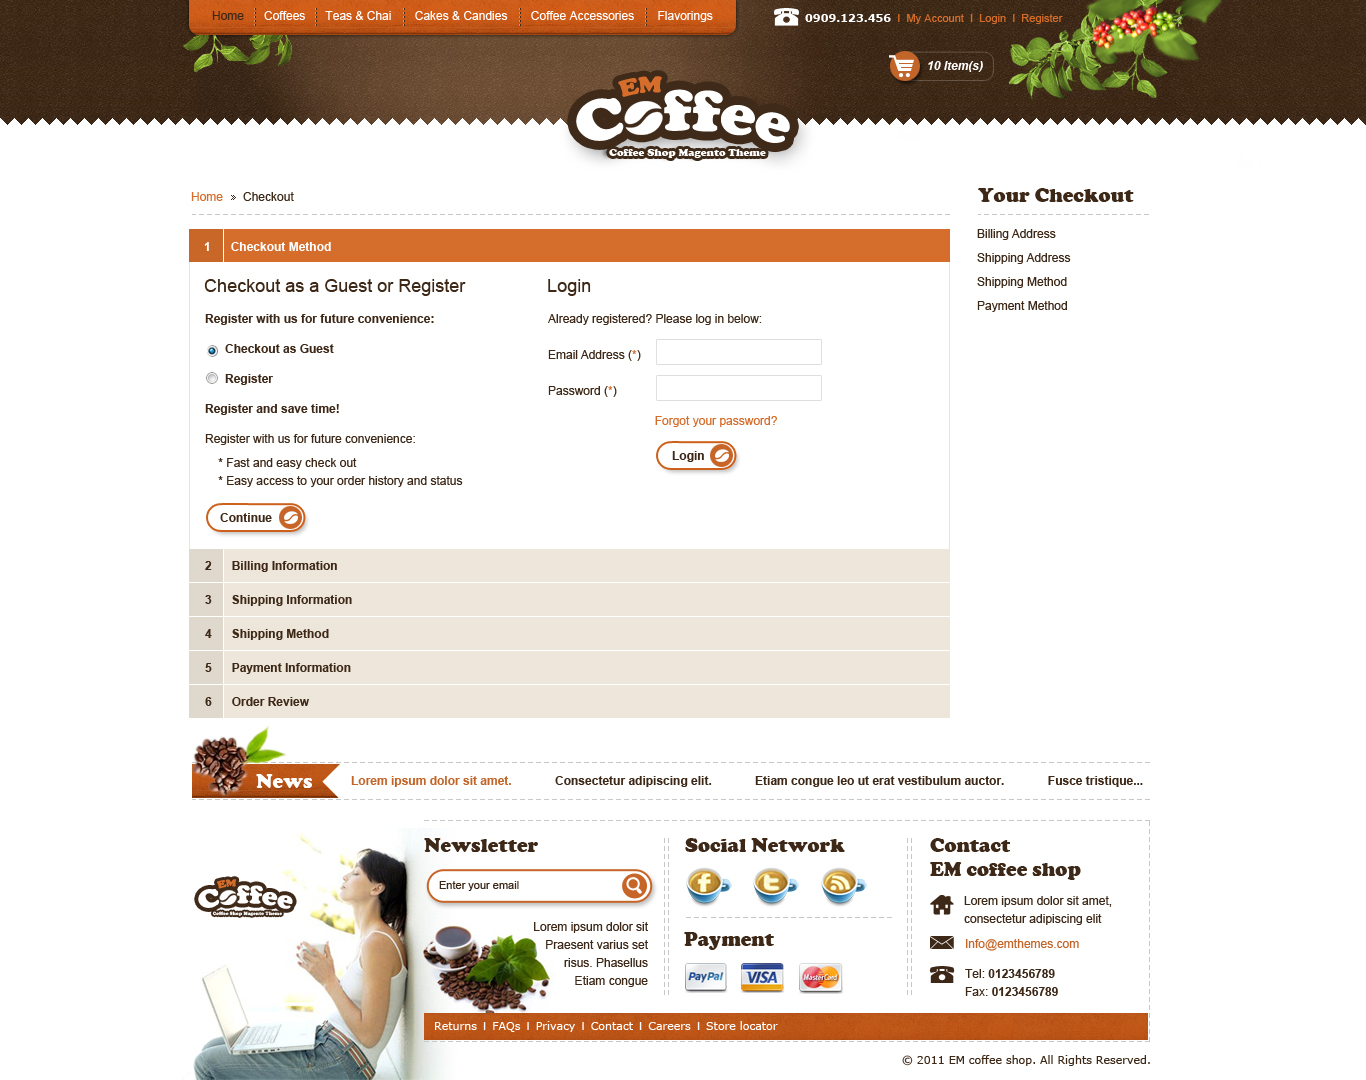 Home Coffees Teas & Chai Cakes & Candies Coffee Accessories Flavorings
0909.123.456 My Account Login Register
10 Item(s)
EM
Coffee
Coffee Shop Magento Theme
Home » Checkout
Your Checkout
Billing Address
Shipping Address
Shipping Method
Payment Method
1 Checkout Method
Checkout as a Guest or Register
Register with us for future convenience:
Checkout as Guest
Register
Register and save time!
Register with us for future convenience:
* Fast and easy check out
* Easy access to your order history and status
Continue
Login
Already registered? Please log in below:
Email Address (*)
Password (*)
Forgot your password?
Login
2 Billing Information
3 Shipping Information
4 Shipping Method
5 Payment Information
6 Order Review
News Lorem ipsum dolor sit amet. Consectetur adipiscing elit. Etiam congue leo ut erat vestibulum auctor. Fusce tristique...
EM
Coffee
Coffee Shop Magento Theme
Newsletter
Enter your email
Lorem ipsum dolor sit
Praesent varius set
risus. Phasellus
Etiam congue
Social Network
f t
Payment
PayPal VISA MasterCard
Contact
EM coffee shop
Lorem ipsum dolor sit amet,
consectetur adipiscing elit
Info@emthemes.com
Tel: 0123456789
Fax: 0123456789
Returns I FAQs I Privacy I Contact I Careers I Store locator
© 2011 EM coffee shop. All Rights Reserved.